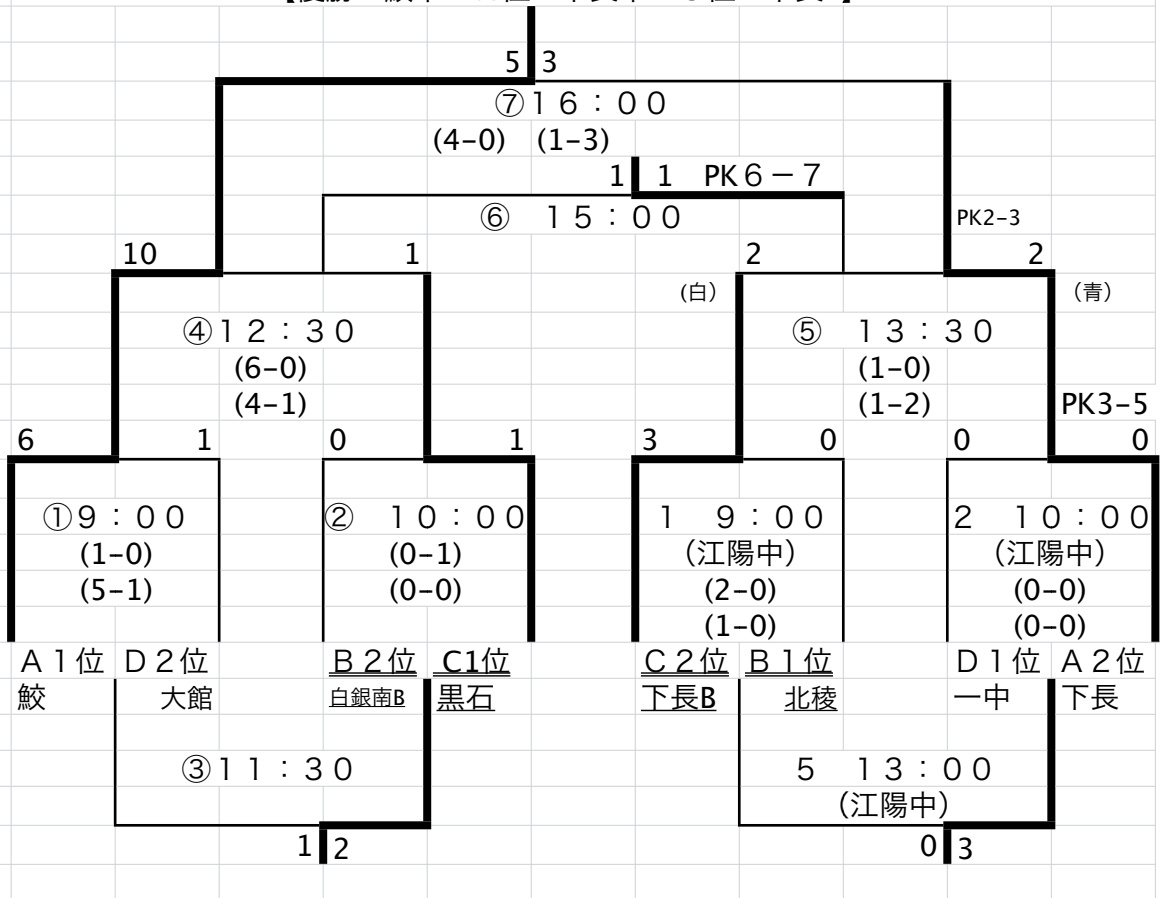 5 3
⑦16：00
(4-0) (1-3)
1 1 PK6－7
⑥ 15：00
PK2-3
10 1 2 2
(白） （青）
④12：30 ⑤ 13：30
(6-0) (1-0)
(4-1) (1-2) PK3-5
6 1 0 1 3 0 0 0
①9：00 ② 10：00 1 9：00 2 10：00
(1-0) (0-1) （江陽中） （江陽中）
(5-1) (0-0) (2-0) (0-0)
(1-0) (0-0)
A1位 D2位 B2位 C1位 C2位 B1位 D1位 A2位
鮫 大館 白銀南B 黒石 下長B 北稜 一中 下長
③11：30 5 13：00
（江陽中）
1 2 0 3